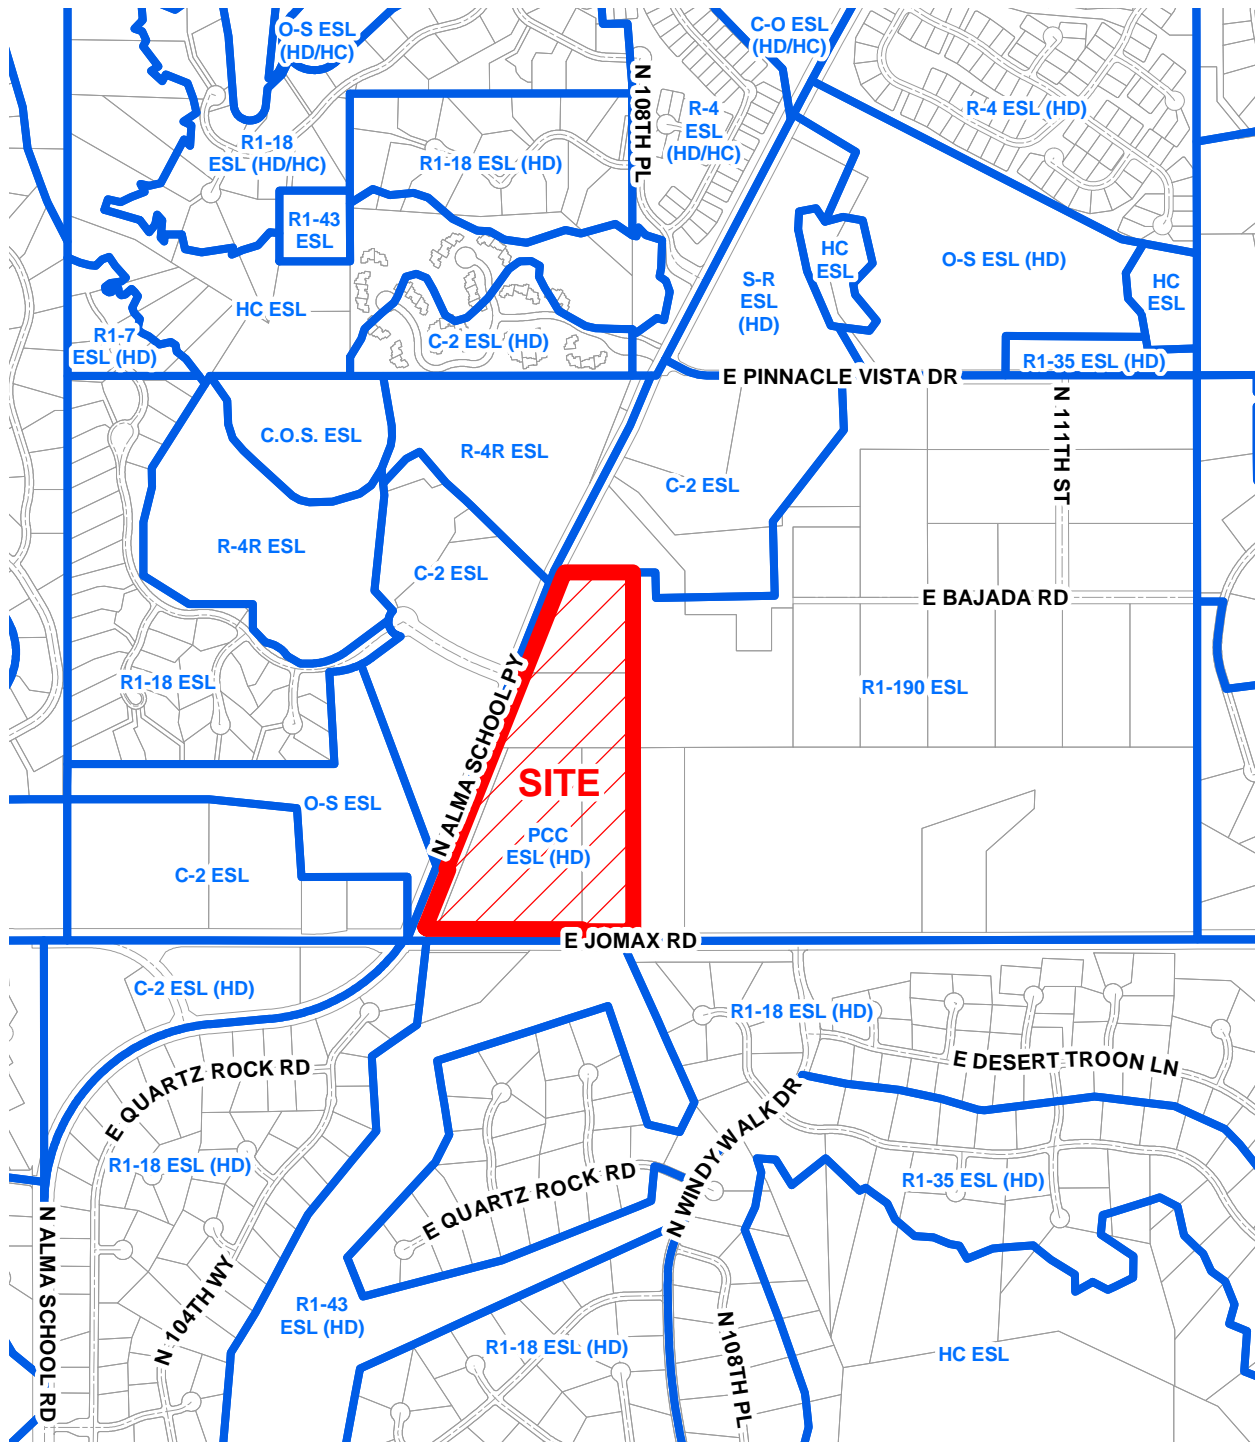 O-S ESL
(HD/HC)
C-O ESL
(HD/HC)
N 108TH PL
R-4
ESL
(HD/HC)
R-4 ESL (HD)
R1-18
ESL (HD/HC)
R1-18 ESL (HD)
R1-43
ESL
HC
ESL
O-S ESL (HD)
HC
ESL
S-R
ESL
(HD)
HC ESL
R1-7
ESL (HD)
C-2 ESL (HD)
R1-35 ESL (HD)
E PINNACLE VISTA DR
N 111TH ST
C.O.S. ESL
R-4R ESL
C-2 ESL
R-4R ESL
C-2 ESL
E BAJADA RD
R1-18 ESL
R1-190 ESL
N ALMA SCHOOL PY
SITE
O-S ESL
PCC
ESL (HD)
C-2 ESL
E JOMAX RD
C-2 ESL (HD)
R1-18 ESL (HD)
E DESERT TROON LN
E QUARTZ ROCK RD
N WINDY WALK DR
R1-18 ESL (HD)
E QUARTZ ROCK RD
R1-35 ESL (HD)
N ALMA SCHOOL RD
N 104TH WY
R1-43
ESL (HD)
R1-18 ESL (HD)
N 108TH PL
HC ESL